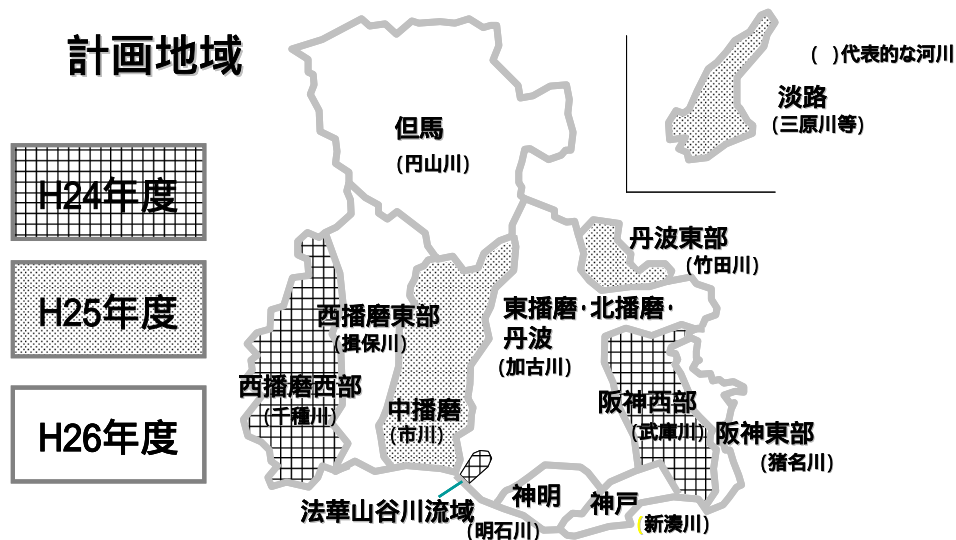 計画地域
H24年度
H25年度
H26年度
( )代表的な河川
淡路
(三原川等)
但馬
(円山川)
丹波東部
(竹田川)
西播磨東部
(揖保川)
東播磨・北播磨・
丹波
(加古川)
西播磨西部
(千種川)
中播磨
(市川)
阪神西部
(武庫川)
阪神東部
(猪名川)
法華山谷川流域
神明
(明石川)
神戸
(新湊川)